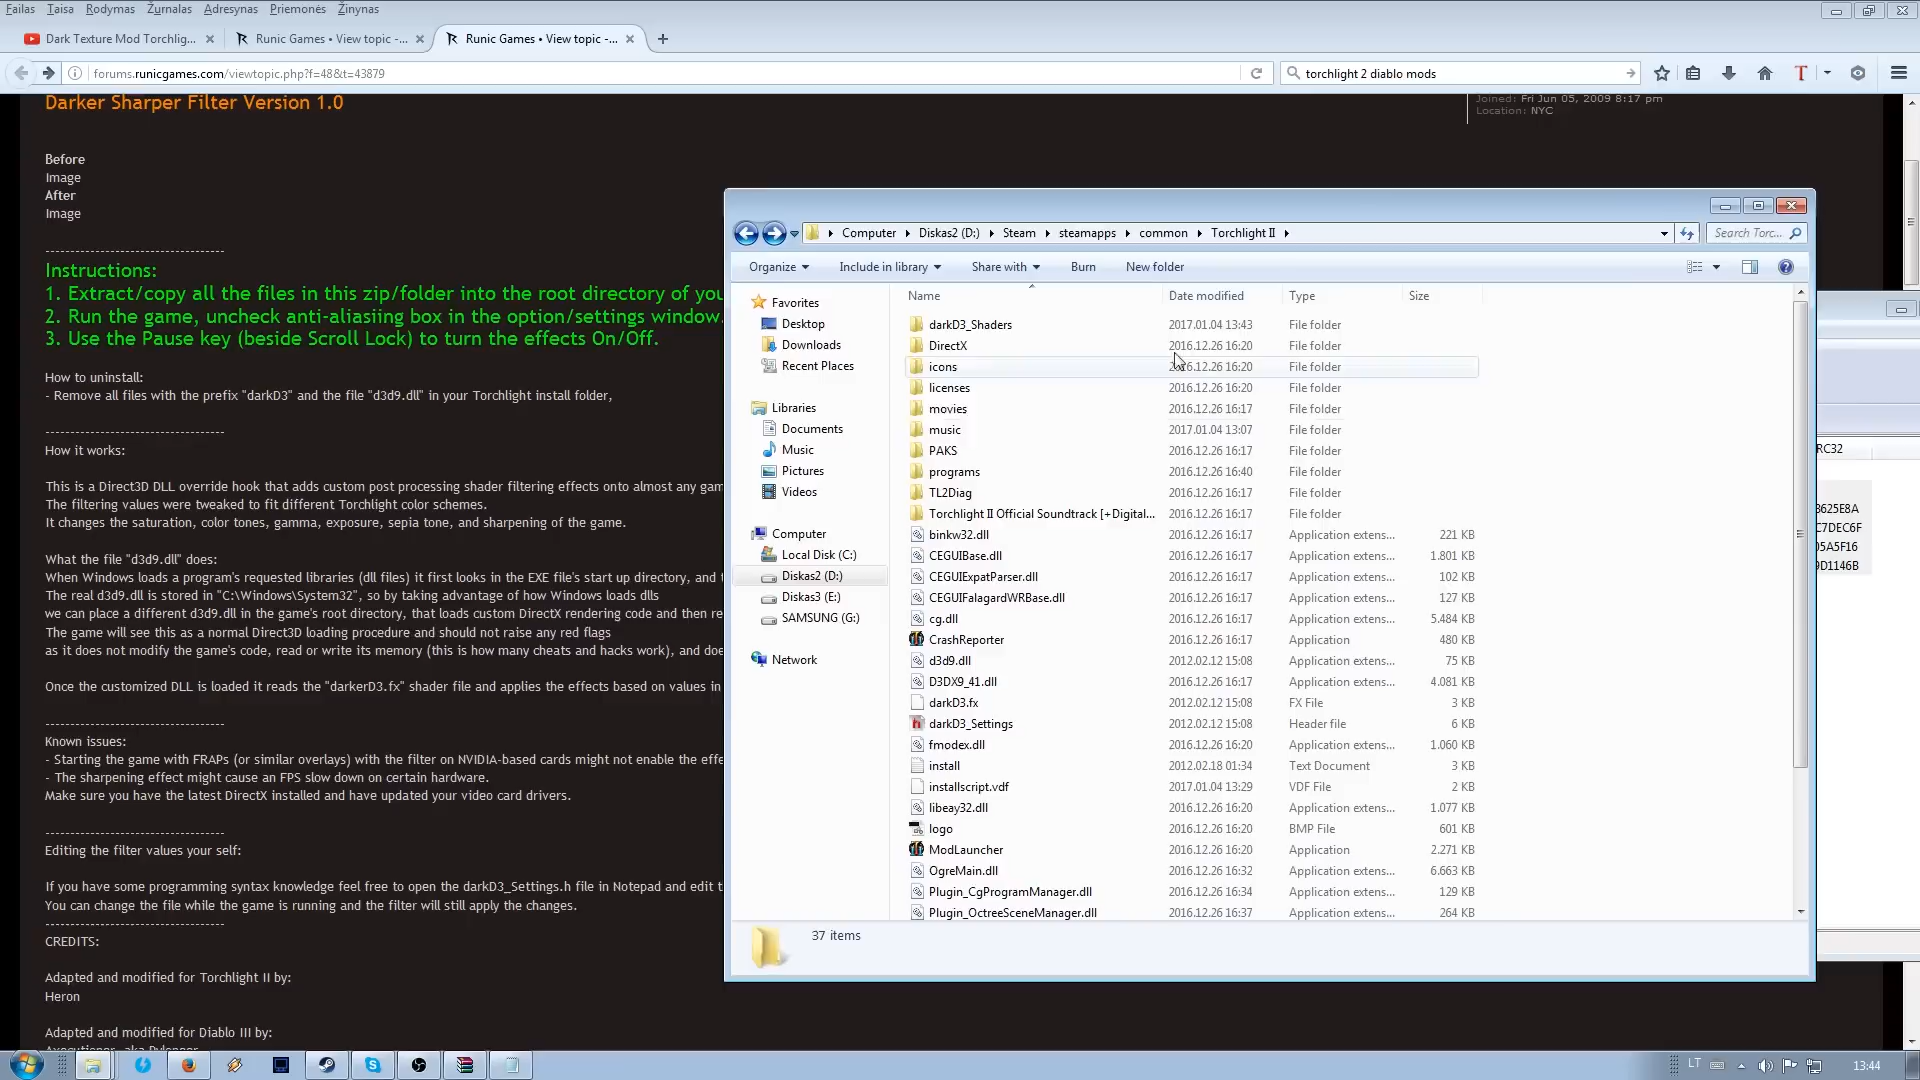 Failas Taisa Rodymas Žurnalas Adresynas Priemonės Žinynas
Dark Texture Mod Torchlig...
Runic Games • View topic -...
Runic Games • View topic -...
forums.runicgames.com/viewtopic.php?f=48&t=43879
torchlight 2 diablo mods
Darker Sharper Filter Version 1.0
Joined: Fri Jun 05, 2009 8:17 pm
Location: NYC
Before
Image
After
Image
------------------------------------
Instructions:
1. Extract/copy all the files in this zip/folder into the root directory of you
2. Run the game, uncheck anti-aliasiing box in the option/settings window.
3. Use the Pause key (beside Scroll Lock) to turn the effects On/Off.
How to uninstall:
- Remove all files with the prefix "darkD3" and the file "d3d9.dll" in your Torchlight install folder,
------------------------------------
How it works:
This is a Direct3D DLL override hook that adds custom post processing shader filtering effects onto almost any gam
The filtering values were tweaked to fit different Torchlight color schemes.
It changes the saturation, color tones, gamma, exposure, sepia tone, and sharpening of the game.
What the file "d3d9.dll" does:
When Windows loads a program's requested libraries (dll files) it first looks in the EXE file's start up directory, and t
The real d3d9.dll is stored in "C:\Windows\System32", so by taking advantage of how Windows loads dlls
we can place a different d3d9.dll in the game's root directory, that loads custom DirectX rendering code and then re
The game will see this as a normal Direct3D loading procedure and should not raise any red flags
as it does not modify the game's code, read or write its memory (this is how many cheats and hacks work), and doe
Once the customized DLL is loaded it reads the "darkerD3.fx" shader file and applies the effects based on values in
------------------------------------
Known issues:
- Starting the game with FRAPs (or similar overlays) with the filter on NVIDIA-based cards might not enable the effe
- The sharpening effect might cause an FPS slow down on certain hardware.
Make sure you have the latest DirectX installed and have updated your video card drivers.
------------------------------------
Editing the filter values your self:
If you have some programming syntax knowledge feel free to open the darkD3_Settings.h file in Notepad and edit t
You can change the file while the game is running and the filter will still apply the changes.
------------------------------------
CREDITS:
Adapted and modified for Torchlight II by:
Heron
Adapted and modified for Diablo III by:
Computer Diskas2 (D:) Steam steamapps common Torchlight II
Search Torc...
Organize Include in library Share with Burn New folder
Favorites
Desktop
Downloads
Recent Places
Libraries
Documents
Music
Pictures
Videos
Computer
Local Disk (C:)
Diskas2 (D:)
Diskas3 (E:)
SAMSUNG (G:)
Network
Name Date modified Type Size
darkD3_Shaders 2017.01.04 13:43 File folder
DirectX 2016.12.26 16:20 File folder
icons 2016.12.26 16:20 File folder
licenses 2016.12.26 16:20 File folder
movies 2016.12.26 16:17 File folder
music 2017.01.04 13:07 File folder
PAKS 2016.12.26 16:17 File folder
programs 2016.12.26 16:40 File folder
TL2Diag 2016.12.26 16:17 File folder
Torchlight II Official Soundtrack [+Digital... 2016.12.26 16:17 File folder
binkw32.dll 2016.12.26 16:17 Application extens... 221 KB
CEGUIBase.dll 2016.12.26 16:17 Application extens... 1.801 KB
CEGUIExpatParser.dll 2016.12.26 16:17 Application extens... 102 KB
CEGUIFalagardWRBase.dll 2016.12.26 16:17 Application extens... 127 KB
cg.dll 2016.12.26 16:17 Application extens... 5.484 KB
CrashReporter 2016.12.26 16:17 Application 480 KB
d3d9.dll 2012.02.12 15:08 Application extens... 75 KB
D3DX9_41.dll 2016.12.26 16:17 Application extens... 4.081 KB
darkD3.fx 2012.02.12 15:08 FX File 3 KB
darkD3_Settings 2012.02.12 15:08 Header file 6 KB
fmodex.dll 2016.12.26 16:20 Application extens... 1.060 KB
install 2012.02.18 01:34 Text Document 3 KB
installscript.vdf 2017.01.04 13:29 VDF File 2 KB
libeay32.dll 2016.12.26 16:20 Application extens... 1.077 KB
logo 2016.12.26 16:20 BMP File 601 KB
ModLauncher 2016.12.26 16:20 Application 2.271 KB
OgreMain.dll 2016.12.26 16:32 Application extens... 6.663 KB
Plugin_CgProgramManager.dll 2016.12.26 16:34 Application extens... 129 KB
Plugin_OctreeSceneManager.dll 2016.12.26 16:37 Application extens... 264 KB
37 items
RC32
3625E8A
C7DEC6F
05A5F16
9D1146B
LT
13:44